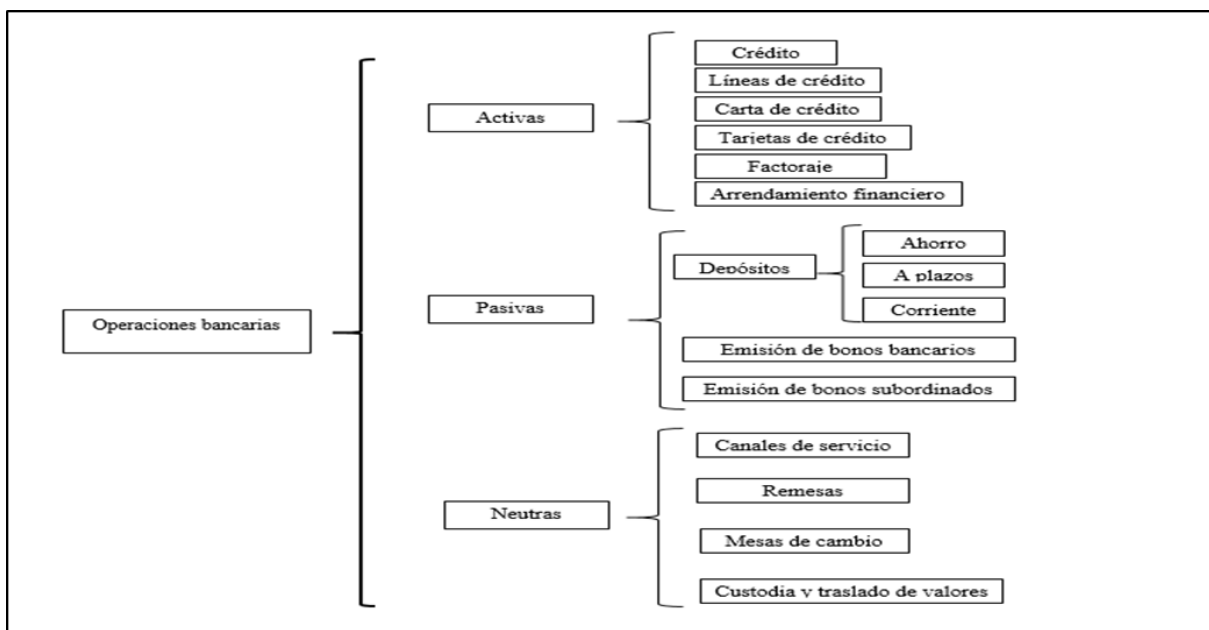 Operaciones bancarias
Activas
Crédito
Líneas de crédito
Carta de crédito
Tarjetas de crédito
Factoraje
Arrendamiento financiero
Pasivas
Depósitos
Ahorro
A plazos
Corriente
Emisión de bonos bancarios
Emisión de bonos subordinados
Neutras
Canales de servicio
Remesas
Mesas de cambio
Custodia y traslado de valores